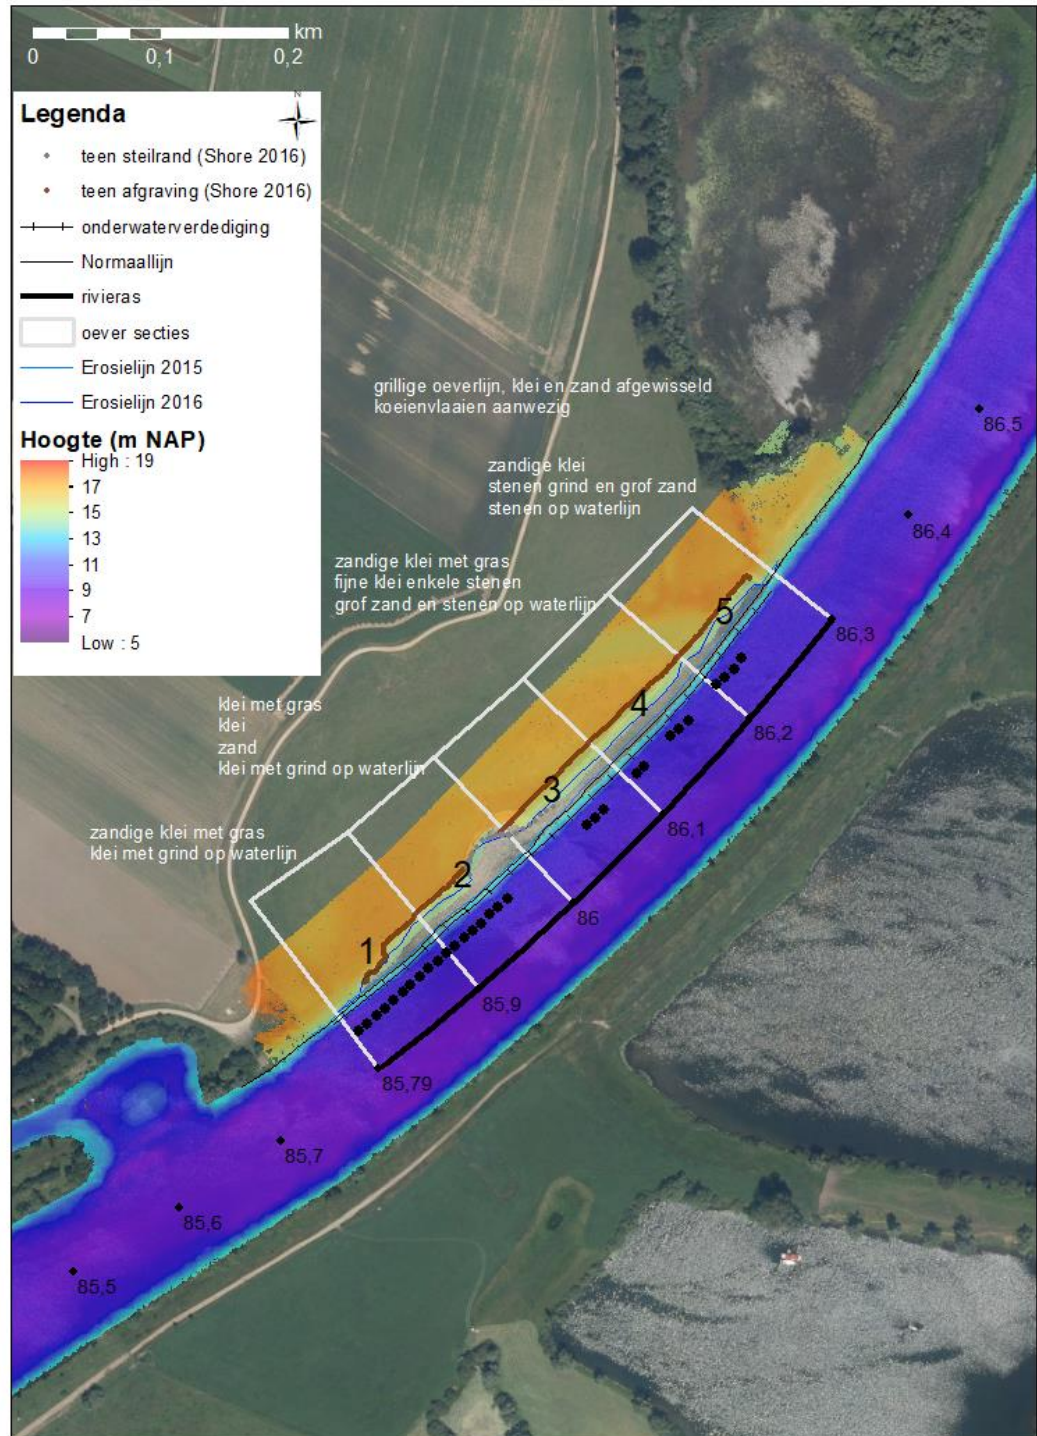 km
0 0,1 0,2
N
Legenda
teen steilrand (Shore 2016)
teen afgraving (Shore 2016)
onderwaterverdediging
Normaallijn
rivieras
oever secties
Erosielijn 2015
Erosielijn 2016
Hoogte (m NAP)
High : 19
17
15
13
11
9
7
Low : 5
grillige oeverlijn, klei en zand afgewisseld
koeienvlaaien aanwezig
zandige klei
stenen grind en grof zand
stenen op waterlijn
zandige klei met gras
fijne klei enkele stenen
grof zand en stenen op waterlijn
klei met gras
klei
zand
klei met grind op waterlijn
zandige klei met gras
klei met grind op waterlijn
5
4
3
2
1
86,5
86,4
86,3
86,2
86,1
86
85,9
85,79
85,7
85,6
85,5